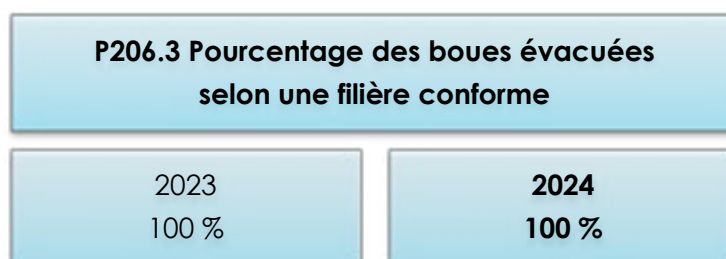 P206.3 Pourcentage des boues évacuées
selon une filière conforme
2023
100 %
2024
100 %